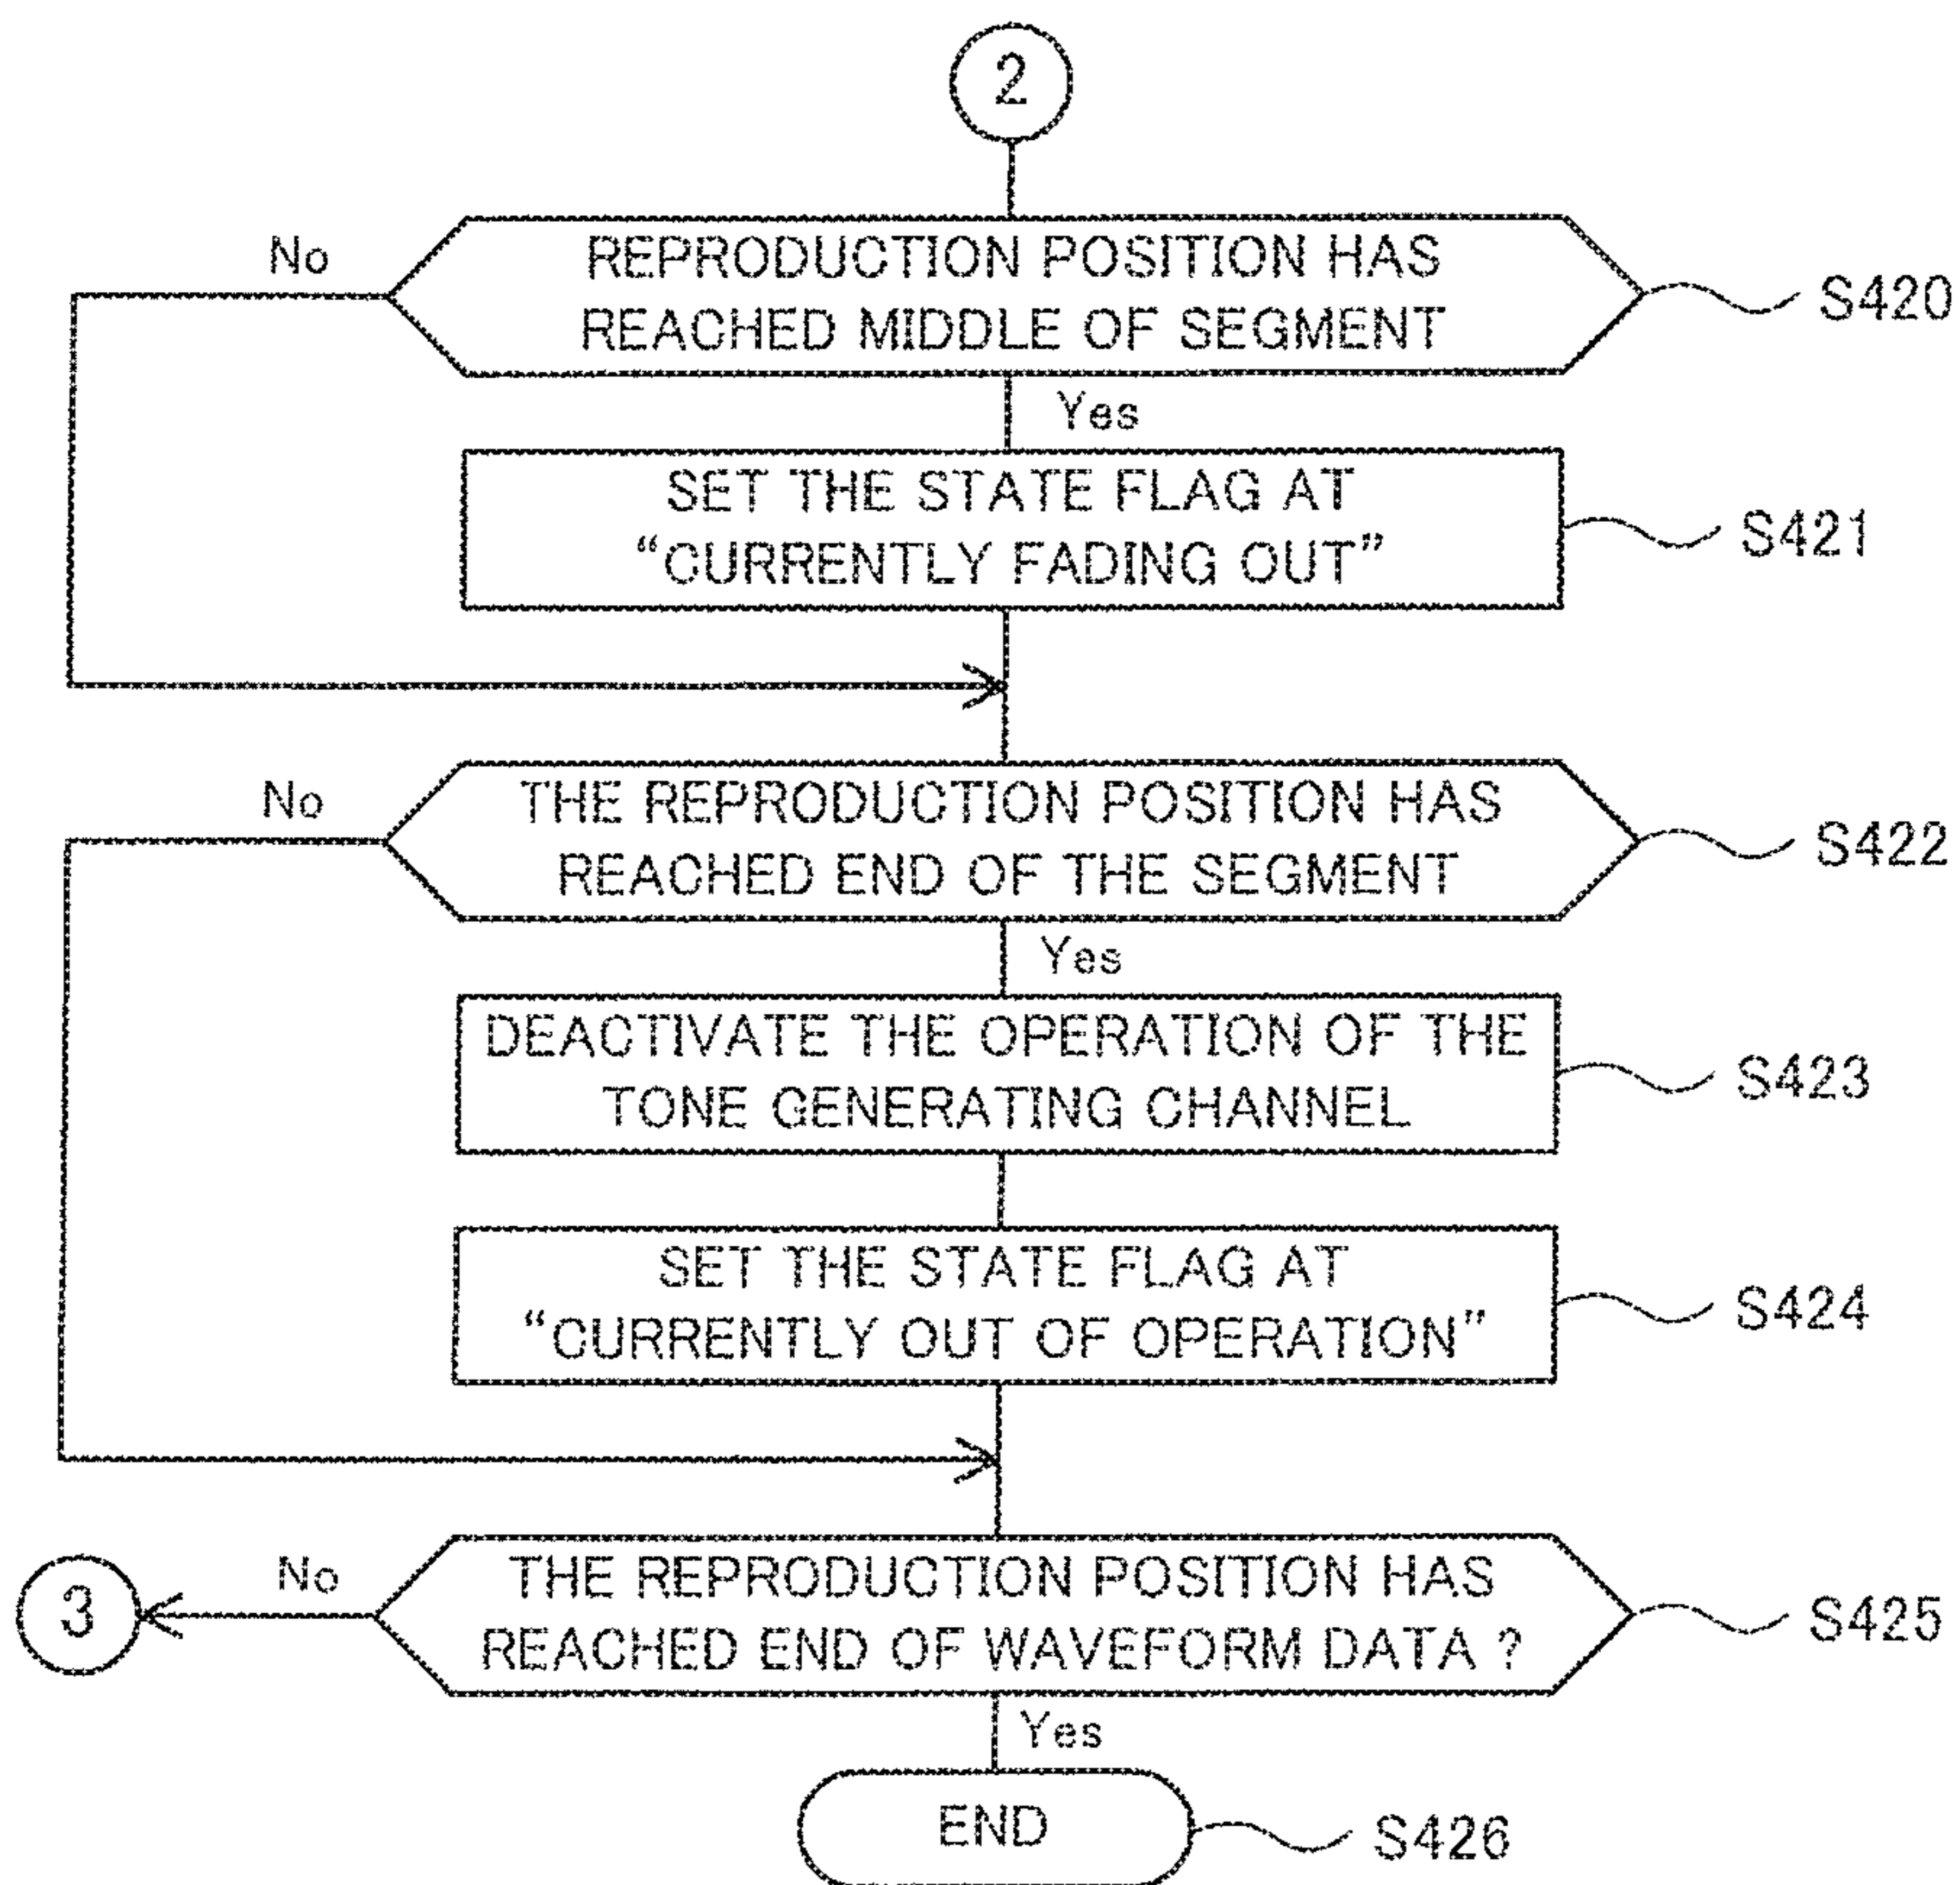 2
No
REPRODUCTION POSITION HAS
REACHED MIDDLE OF SEGMENT
S420
Yes
SET THE STATE FLAG AT
“CURRENTLY FADING OUT”
S421
No
THE REPRODUCTION POSITION HAS
REACHED END OF THE SEGMENT
S422
Yes
DEACTIVATE THE OPERATION OF THE
TONE GENERATING CHANNEL
S423
SET THE STATE FLAG AT
“CURRENTLY OUT OF OPERATION”
S424
3
No
THE REPRODUCTION POSITION HAS
REACHED END OF WAVEFORM DATA ?
S425
Yes
END
S426